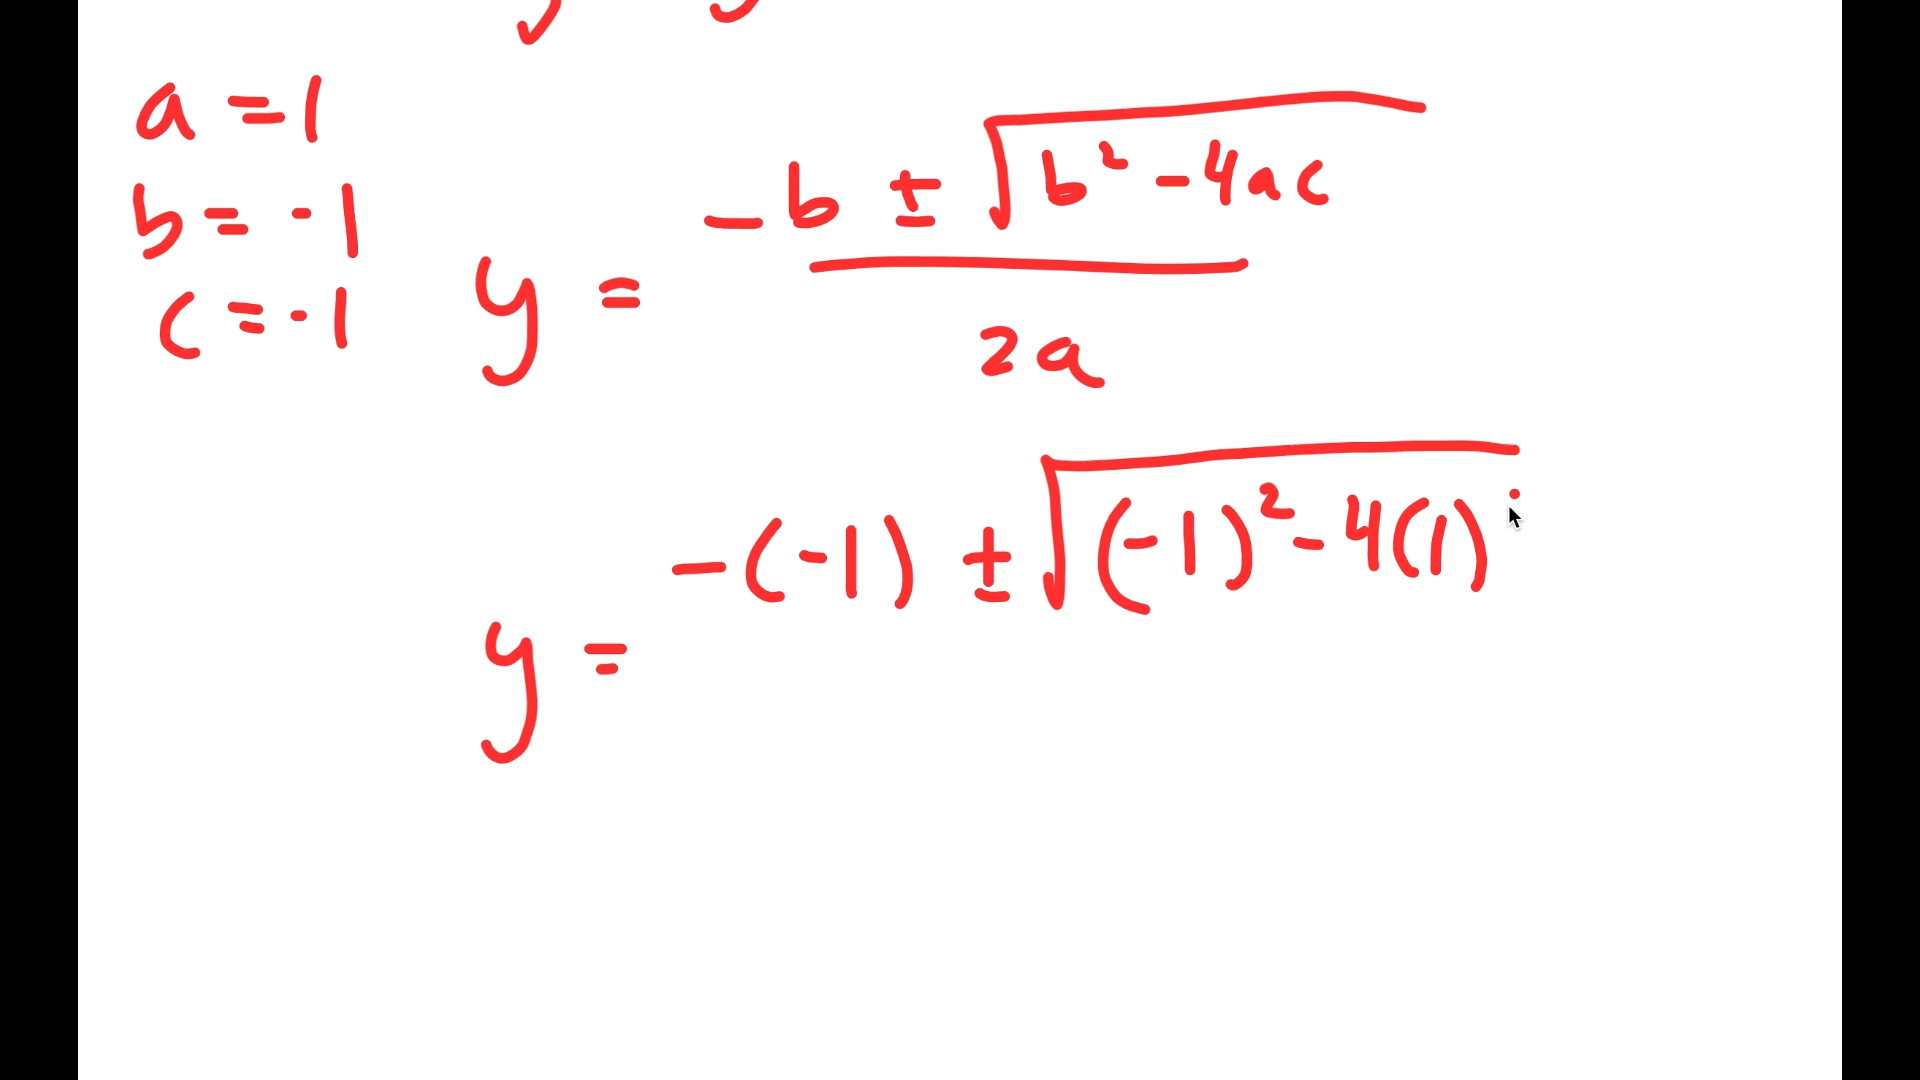 a = 1
b = - 1
c = - 1
y = -b ± √(b² - 4ac) / 2a
y = -(-1) ± √(-1)² - 4(1)